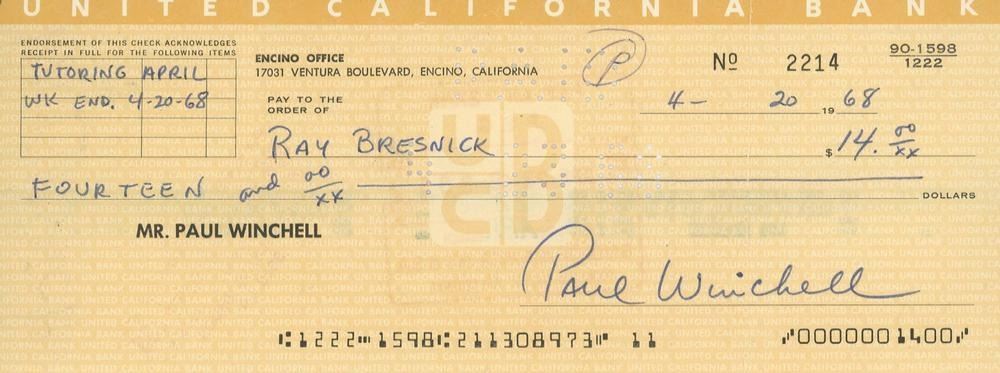 UNITED CALIFORNIA BANK
ENDORSEMENT OF THIS CHECK ACKNOWLEDGES
RECEIPT IN FULL FOR THE FOLLOWING ITEMS
TUTORING APRIL
WK END. 4-20-68
ENCINO OFFICE
17031 VENTURA BOULEVARD, ENCINO, CALIFORNIA
P
Nº 2214
90-1598
1222
4- 20 19 68
PAY TO THE
ORDER OF
RAY BRESNICK
$ 14. 00/xx
FOURTEEN and 00/xx
DOLLARS
MR. PAUL WINCHELL
Paul Winchell
⑆1222⑉1598⑆211308973⑈ 11 ⑇0000001400⑇